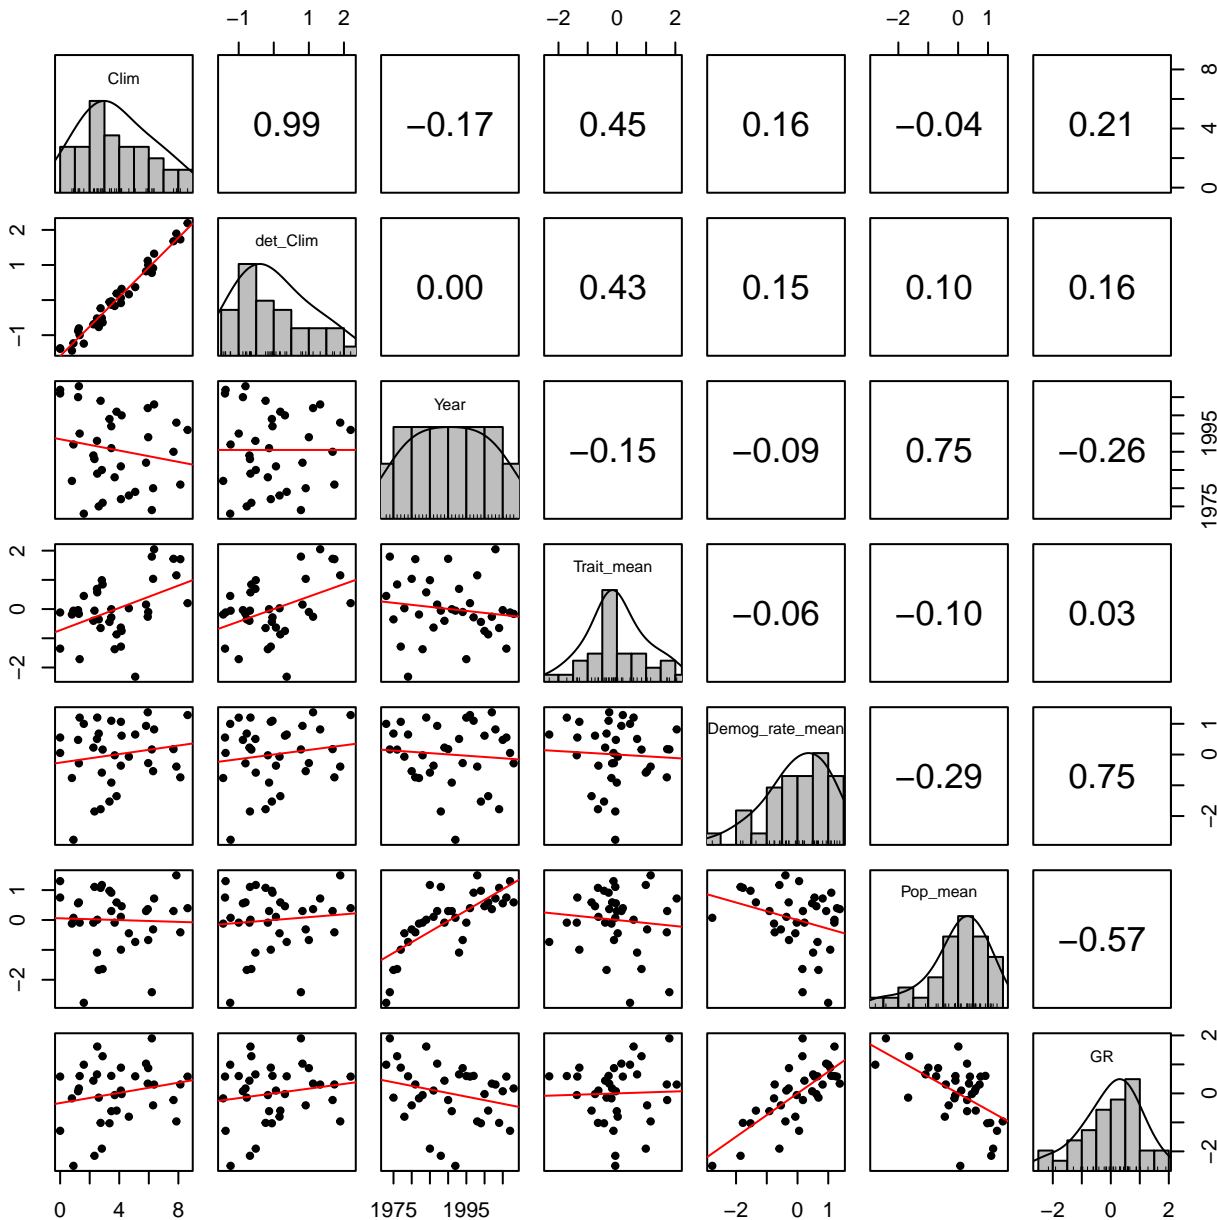 −1 1 2 −2 0 2 −2 0 1
Clim 0.99 −0.17 0.45 0.16 −0.04 0.21 0 4 8
−1 1 2 det_Clim 0.00 0.43 0.15 0.10 0.16
Year −0.15 −0.09 0.75 −0.26 1975 1995
−2 0 2 Trait_mean −0.06 −0.10 0.03
Demog_rate_mean −0.29 0.75 −2 0 1
−2 0 1 Pop_mean −0.57
GR −2 0 2
0 4 8 1975 1995 −2 0 −2 0 2